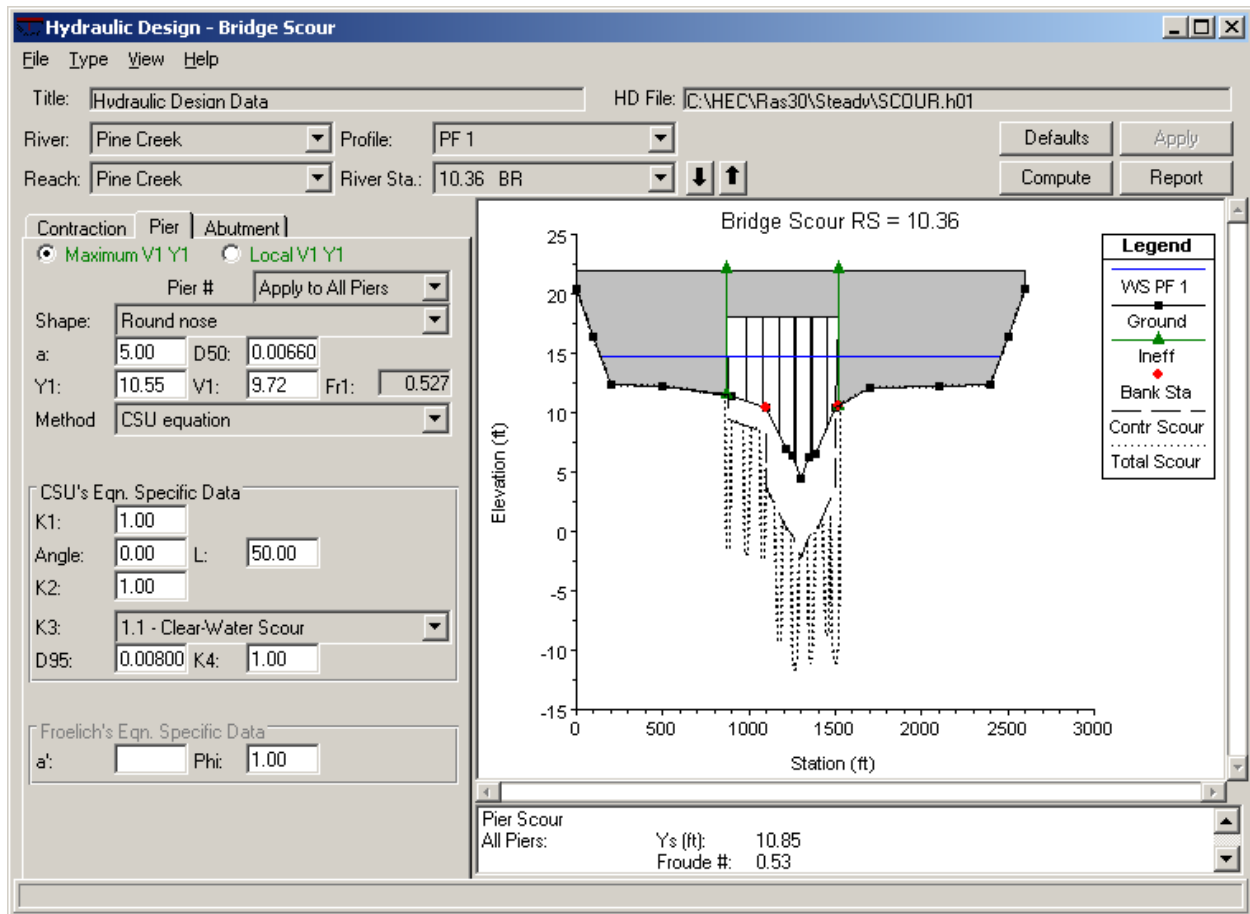 Hydraulic Design - Bridge Scour
File Type View Help
Title: Hydraulic Design Data HD File: C:\HEC\Ras30\Steady\SCOUR.h01
River: Pine Creek Profile: PF 1 Defaults Apply
Reach: Pine Creek River Sta.: 10.36 BR Compute Report
Contraction Pier Abutment
Maximum V1 Y1 Local V1 Y1
Pier # Apply to All Piers
Shape: Round nose
a: 5.00 D50: 0.00660
Y1: 10.55 V1: 9.72 Fr1: 0.527
Method CSU equation
CSU's Eqn. Specific Data
K1: 1.00
Angle: 0.00 L: 50.00
K2: 1.00
K3: 1.1 - Clear-Water Scour
D95: 0.00800 K4: 1.00
Froelich's Eqn. Specific Data
a': Phi: 1.00
Bridge Scour RS = 10.36
25
20
15
10
5
0
-5
-10
-15
Elevation (ft)
0 500 1000 1500 2000 2500 3000
Station (ft)
Legend
WS PF 1
Ground
Ineff
Bank Sta
Contr Scour
Total Scour
Pier Scour
All Piers: Ys (ft): 10.85
Froude #: 0.53